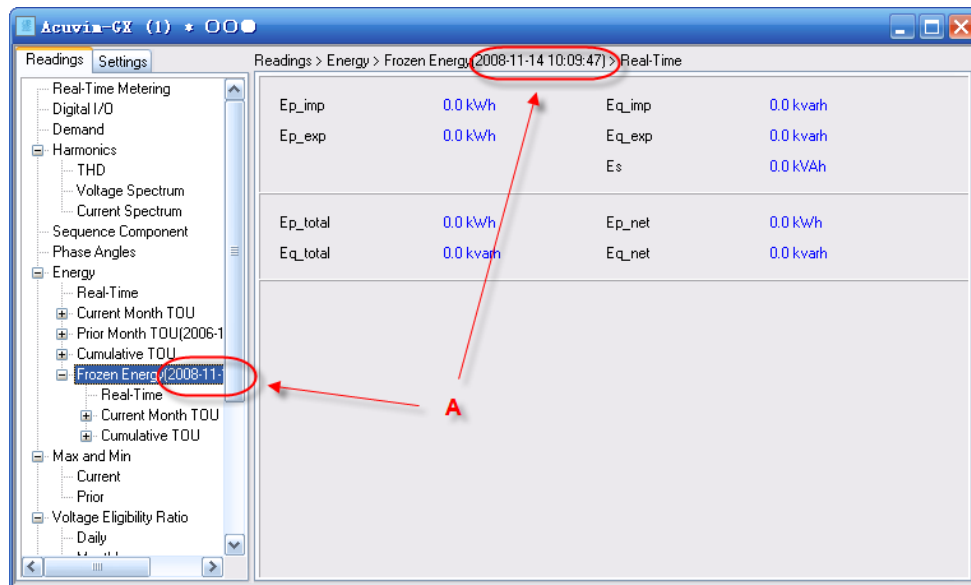 Acuvim-GX (1) * ○○●
Readings Settings
Readings > Energy > Frozen Energy(2008-11-14 10:09:47) > Real-Time
Real-Time Metering
Digital I/O
Demand
Harmonics
THD
Voltage Spectrum
Current Spectrum
Sequence Component
Phase Angles
Energy
Real-Time
Current Month TOU
Prior Month TOU(2006-1
Cumulative TOU
Frozen Energy(2008-11-
Real-Time
Current Month TOU
Cumulative TOU
Max and Min
Current
Prior
Voltage Eligibility Ratio
Daily
Ep_imp 0.0 kWh Eq_imp 0.0 kvarh
Ep_exp 0.0 kWh Eq_exp 0.0 kvarh
Es 0.0 kVAh
Ep_total 0.0 kWh Ep_net 0.0 kWh
Eq_total 0.0 kvarh Eq_net 0.0 kvarh
A